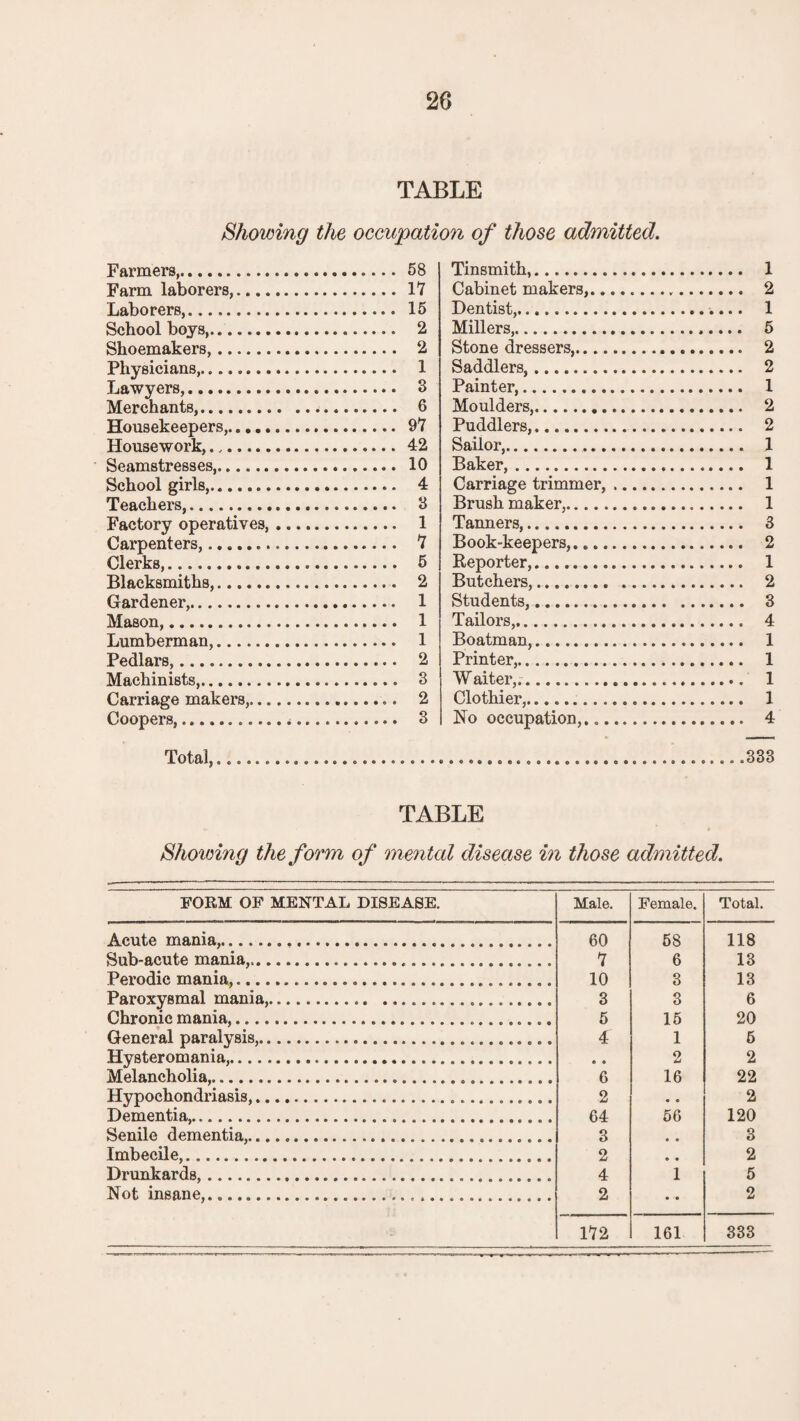 26
TABLE
Showing the occupation of those admitted.
Farmers,........................ 58
Farm laborers,.................. 17
Laborers,....................... 15
School boys,.................... 2
Shoemakers,..................... 2
Physicians,..................... 1
Lawyers,........................ 3
Merchants,...................... 6
Housekeepers,................... 97
Housework,...................... 42
Seamstresses,................... 10
School girls,................... 4
Teachers,....................... 3
Factory operatives,............. 1
Carpenters,..................... 7
Clerks,......................... 5
Blacksmiths,.................... 2
Gardener,....................... 1
Mason,.......................... 1
Lumberman,...................... 1
Pedlars,........................ 2
Machinists,..................... 3
Carriage makers,................ 2
Coopers,........................ 3
Tinsmith,....................... 1
Cabinet makers,................. 2
Dentist,........................ 1
Millers,........................ 5
Stone dressers,................. 2
Saddlers,....................... 2
Painter,........................ 1
Moulders,....................... 2
Puddlers,....................... 2
Sailor,......................... 1
Baker,.......................... 1
Carriage trimmer,............... 1
Brush maker,.................... 1
Tanners,........................ 3
Book-keepers,................... 2
Reporter,....................... 1
Butchers,....................... 2
Students,....................... 3
Tailors,........................ 4
Boatman,........................ 1
Printer,........................ 1
Waiter,......................... 1
Clothier,....................... 1
No occupation,.................. 4
Total,........................333
TABLE
Showing the form of mental disease in those admitted.
FORM OF MENTAL DISEASE. Male. Female. Total.
Acute mania,........ 60 58 118
Sub-acute mania,........ 7 6 13
Perodic mania,........ 10 3 13
Paroxysmal mania,........ 3 3 6
Chronic mania,........ 5 15 20
General paralysis,........ 4 1 5
Hysteromania,........ .. 2 2
Melancholia,........ 6 16 22
Hypochondriasis,........ 2 .. 2
Dementia,........ 64 56 120
Senile dementia,........ 3 .. 3
Imbecile,........ 2 .. 2
Drunkards,........ 4 1 5
Not insane,........ 2 .. 2
172 161 333